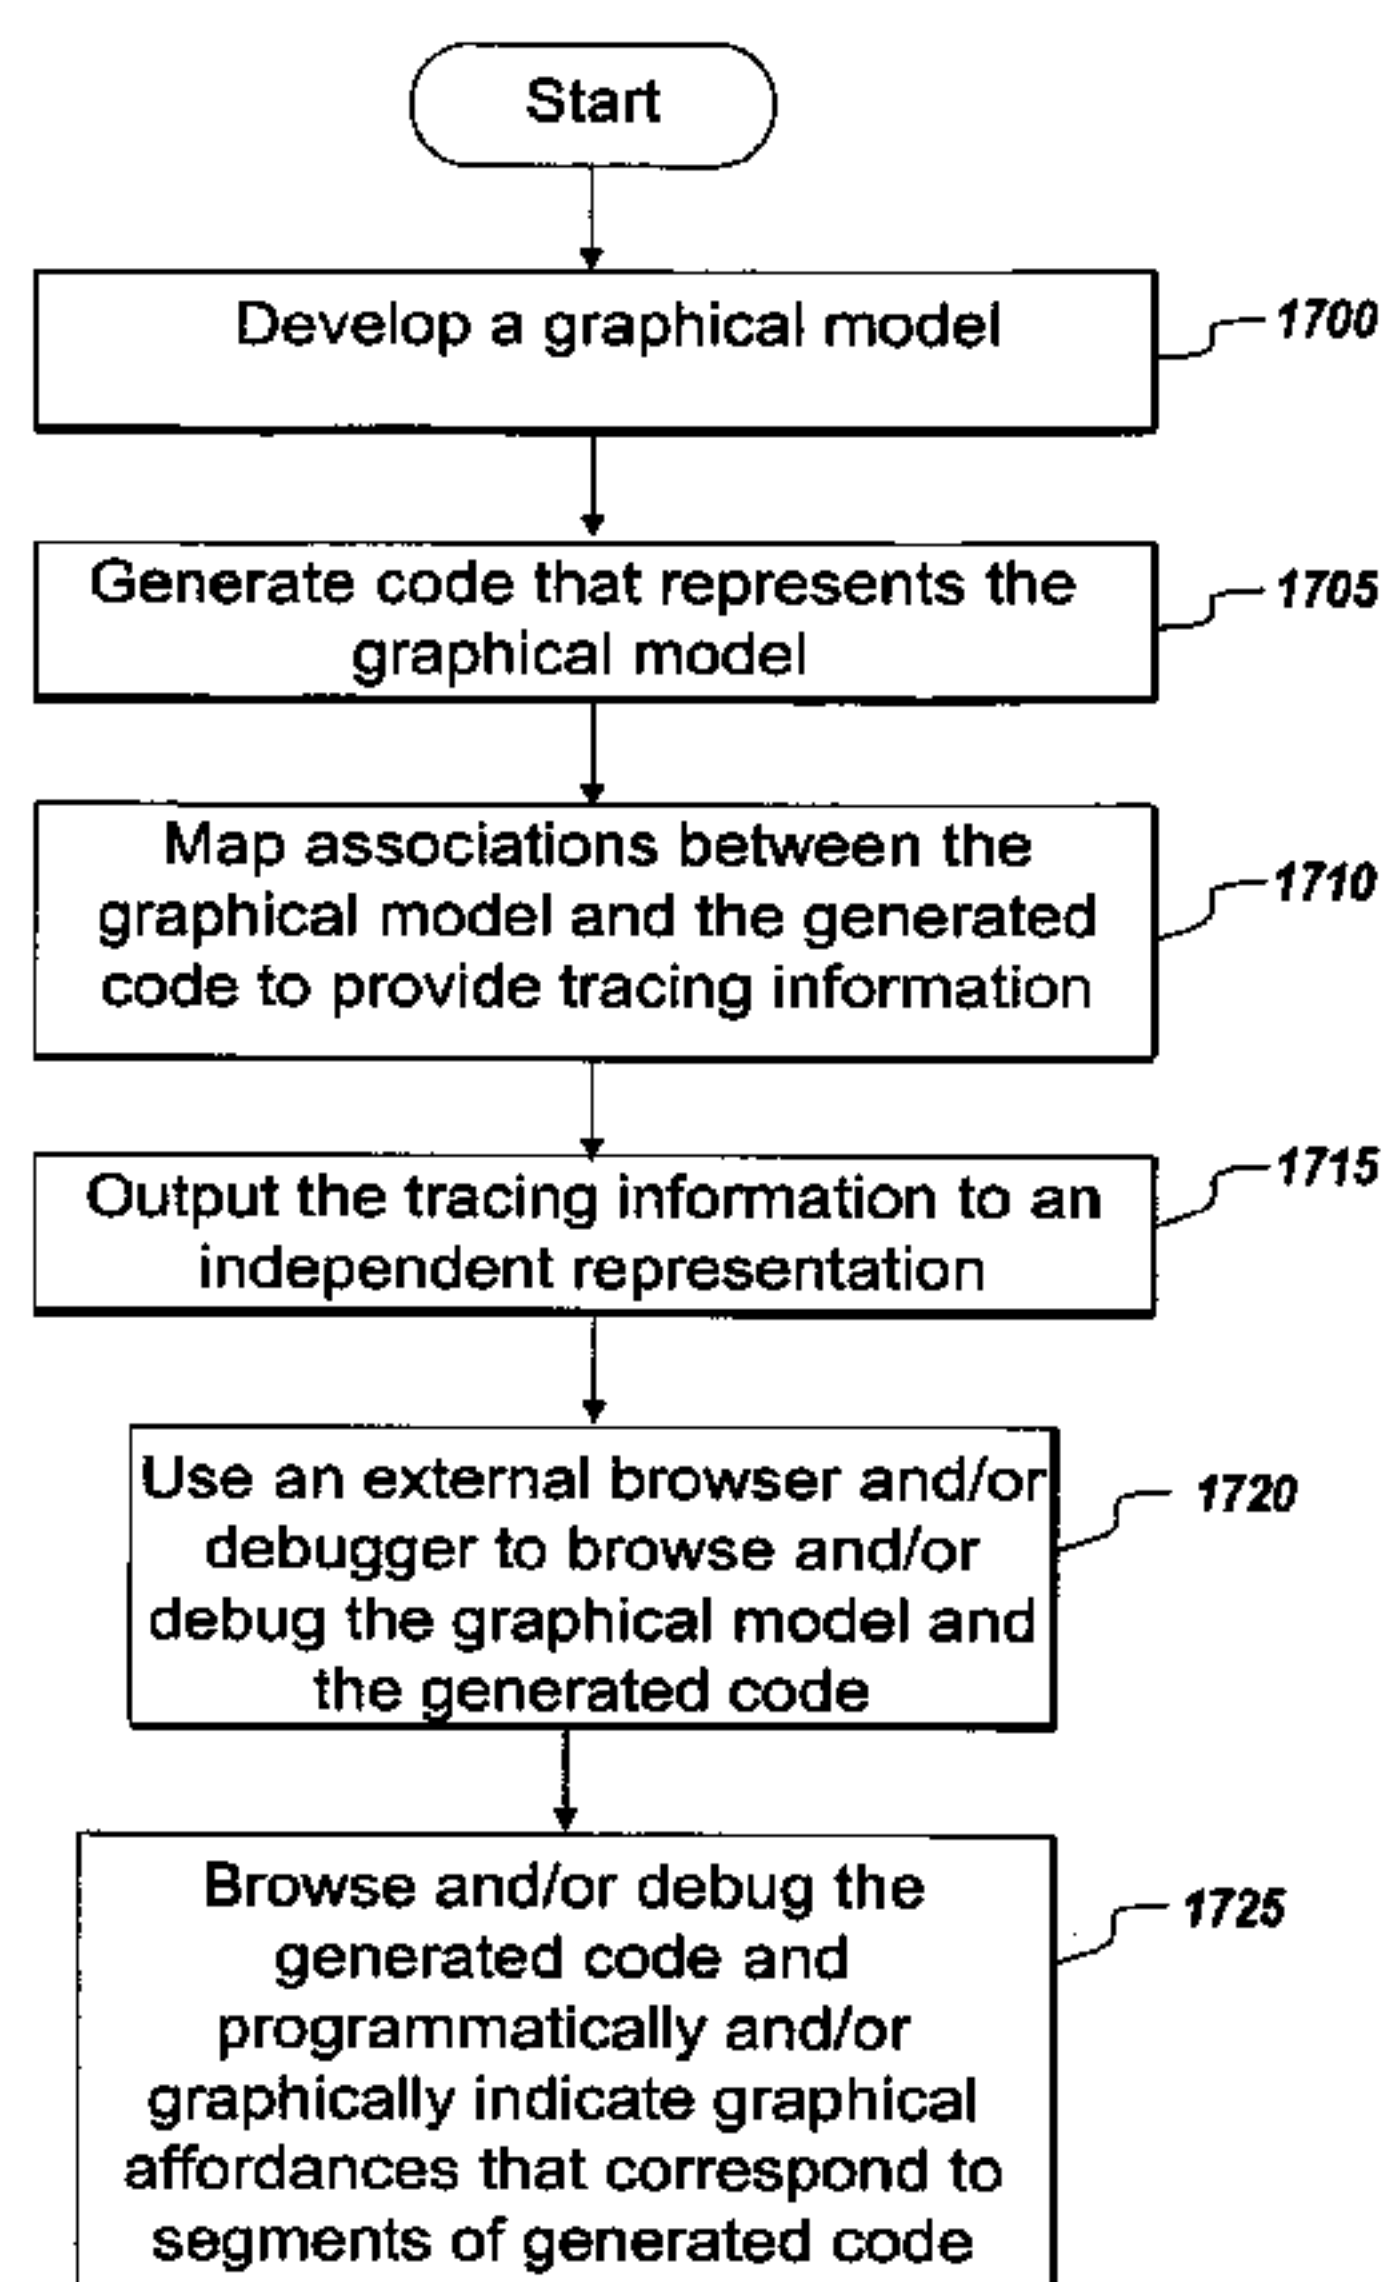 Start
Develop a graphical model
1700
Generate code that represents the
graphical model
1705
Map associations between the
graphical model and the generated
code to provide tracing information
1710
Output the tracing information to an
independent representation
1715
Use an external browser and/or
debugger to browse and/or
debug the graphical model and
the generated code
1720
Browse and/or debug the
generated code and
programmatically and/or
graphically indicate graphical
affordances that correspond to
segments of generated code
1725